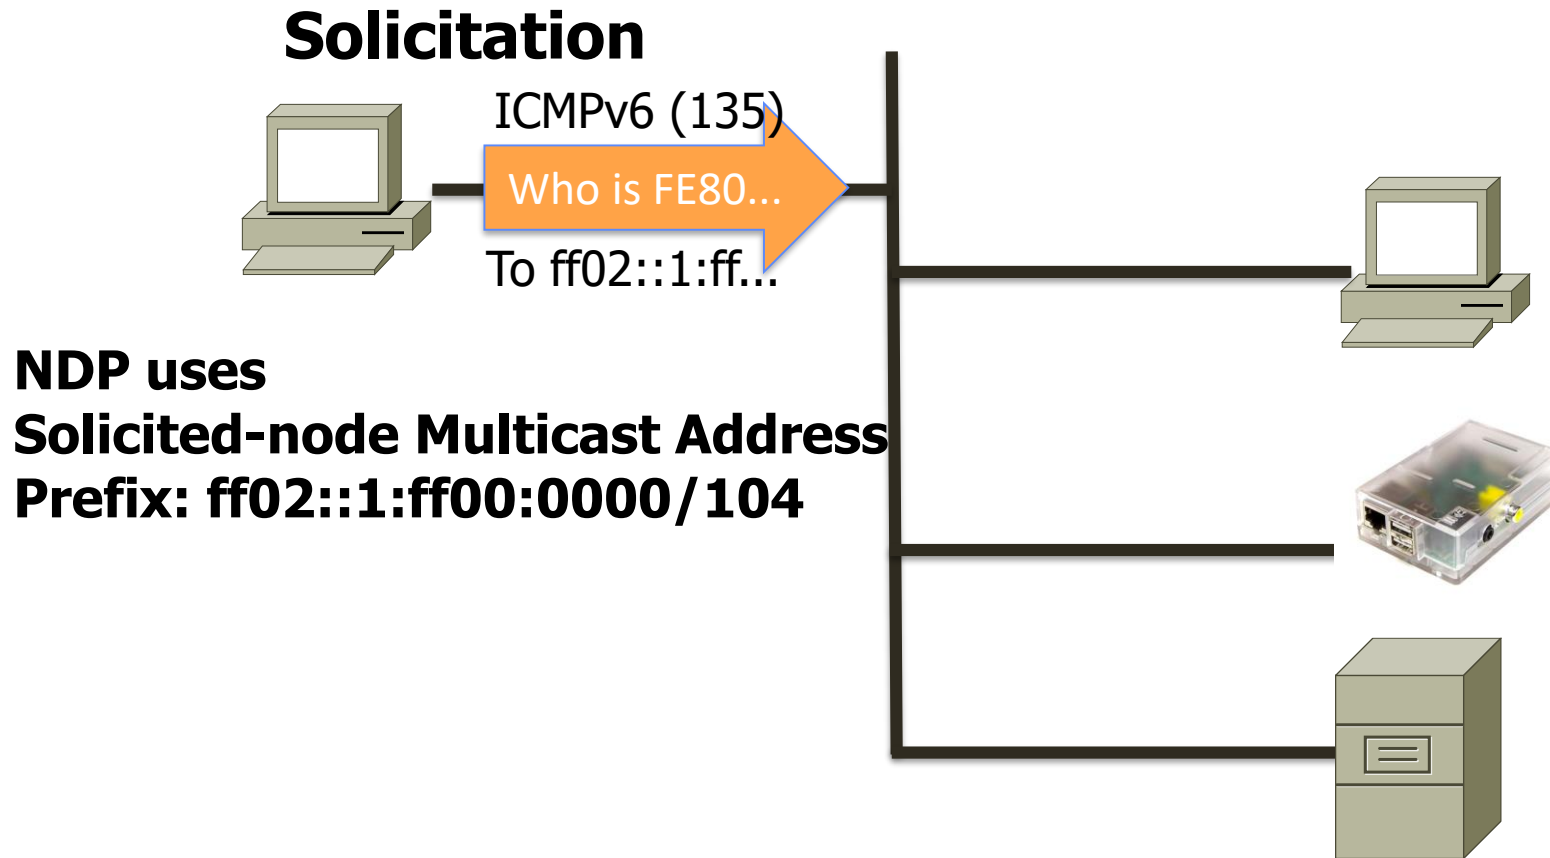 Solicitation
ICMPv6 (135)
Who is FE80...
To ff02::1:ff...
NDP uses
Solicited-node Multicast Address
Prefix: ff02::1:ff00:0000/104